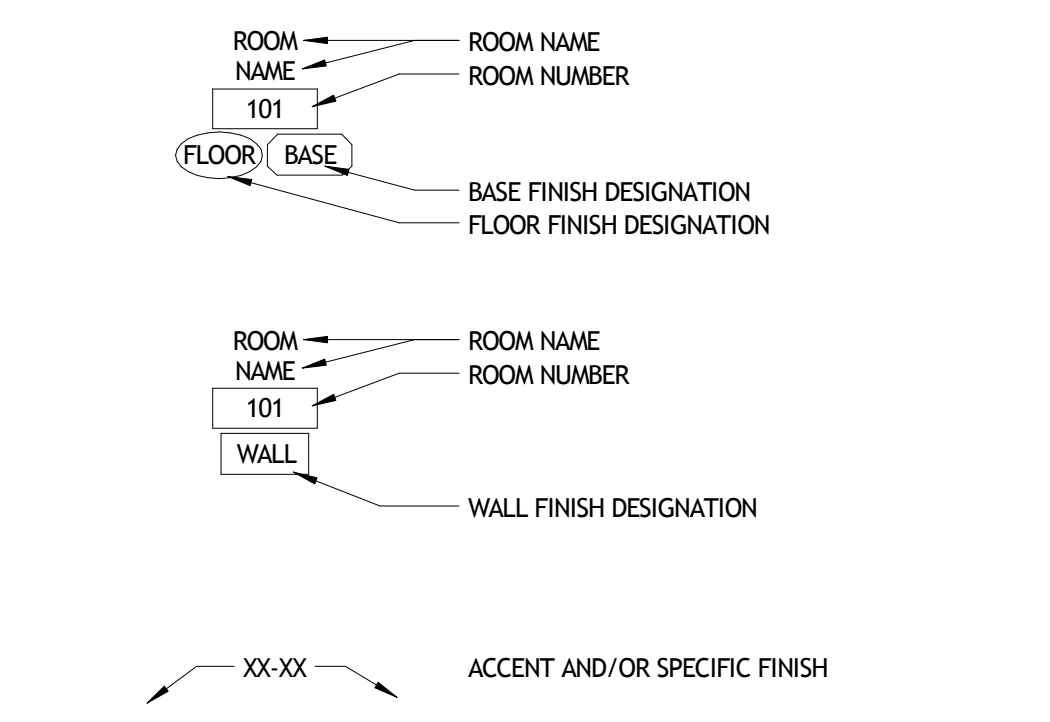 ROOM ROOM NAME
NAME ROOM NUMBER
101
FLOOR BASE
BASE FINISH DESIGNATION
FLOOR FINISH DESIGNATION
ROOM ROOM NAME
NAME ROOM NUMBER
101
WALL
WALL FINISH DESIGNATION
XX-XX ACCENT AND/OR SPECIFIC FINISH